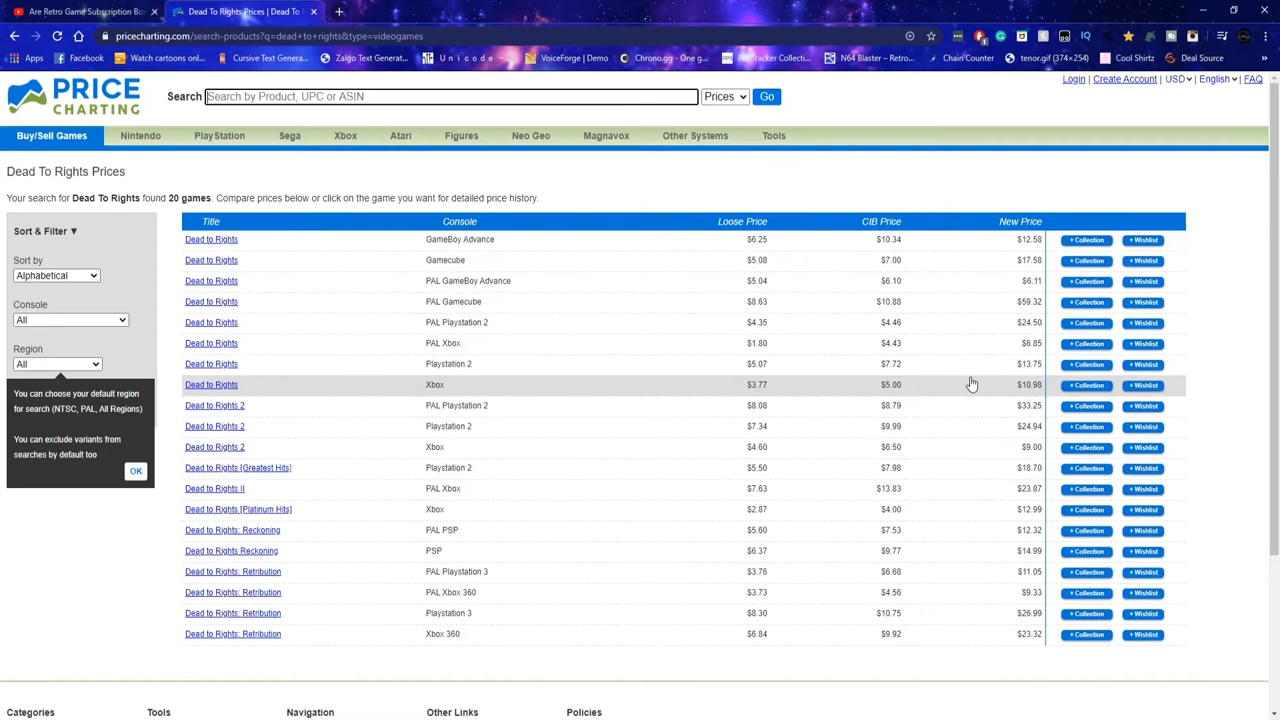 Are Retro Game Subscription Bo
Dead To Rights Prices | Dead To R
pricecharting.com/search-products?q=dead+to+rights&type=videogames
Apps
Facebook
Watch cartoons onl...
Cursive Text Genera...
Zalgo Text Generat...
U n i c o d e
VoiceForge | Demo
Chrono.gg - One g...
N64 Blaster – Retro...
Chain Counter
tenor.gif (374×254)
Cool Shirtz
Deal Source
PRICE
CHARTING
Search
Search by Product, UPC or ASIN
Prices
Go
Login | Create Account | USD | English | FAQ
Buy/Sell Games
Nintendo
PlayStation
Sega
Xbox
Atari
Figures
Neo Geo
Magnavox
Other Systems
Tools
Dead To Rights Prices
Your search for Dead To Rights found 20 games. Compare prices below or click on the game you want for detailed price history.
Sort & Filter ▼
Sort by
Alphabetical
Console
All
Region
All
You can choose your default region
for search (NTSC, PAL, All Regions)
You can exclude variants from
searches by default too
OK
Title Console Loose Price CIB Price New Price
Dead to Rights GameBoy Advance $6.25 $10.34 $12.58 + Collection + Wishlist
Dead to Rights Gamecube $5.08 $7.00 $17.58 + Collection + Wishlist
Dead to Rights PAL GameBoy Advance $5.04 $6.10 $6.11 + Collection + Wishlist
Dead to Rights PAL Gamecube $8.63 $10.88 $59.32 + Collection + Wishlist
Dead to Rights PAL Playstation 2 $4.35 $4.46 $24.50 + Collection + Wishlist
Dead to Rights PAL Xbox $1.80 $4.43 $6.85 + Collection + Wishlist
Dead to Rights Playstation 2 $5.07 $7.72 $13.75 + Collection + Wishlist
Dead to Rights Xbox $3.77 $5.00 $10.98 + Collection + Wishlist
Dead to Rights 2 PAL Playstation 2 $8.08 $8.79 $33.25 + Collection + Wishlist
Dead to Rights 2 Playstation 2 $7.34 $9.99 $24.94 + Collection + Wishlist
Dead to Rights 2 Xbox $4.60 $6.50 $9.00 + Collection + Wishlist
Dead to Rights [Greatest Hits] Playstation 2 $5.50 $7.98 $18.70 + Collection + Wishlist
Dead to Rights II PAL Xbox $7.63 $13.83 $23.87 + Collection + Wishlist
Dead to Rights [Platinum Hits] Xbox $2.87 $4.00 $12.99 + Collection + Wishlist
Dead to Rights: Reckoning PAL PSP $5.60 $7.53 $12.32 + Collection + Wishlist
Dead to Rights Reckoning PSP $6.37 $9.77 $14.99 + Collection + Wishlist
Dead to Rights: Retribution PAL Playstation 3 $3.76 $6.68 $11.05 + Collection + Wishlist
Dead to Rights: Retribution PAL Xbox 360 $3.73 $4.56 $9.33 + Collection + Wishlist
Dead to Rights: Retribution Playstation 3 $8.30 $10.75 $26.99 + Collection + Wishlist
Dead to Rights: Retribution Xbox 360 $6.84 $9.92 $23.32 + Collection + Wishlist
Categories
Tools
Navigation
Other Links
Policies